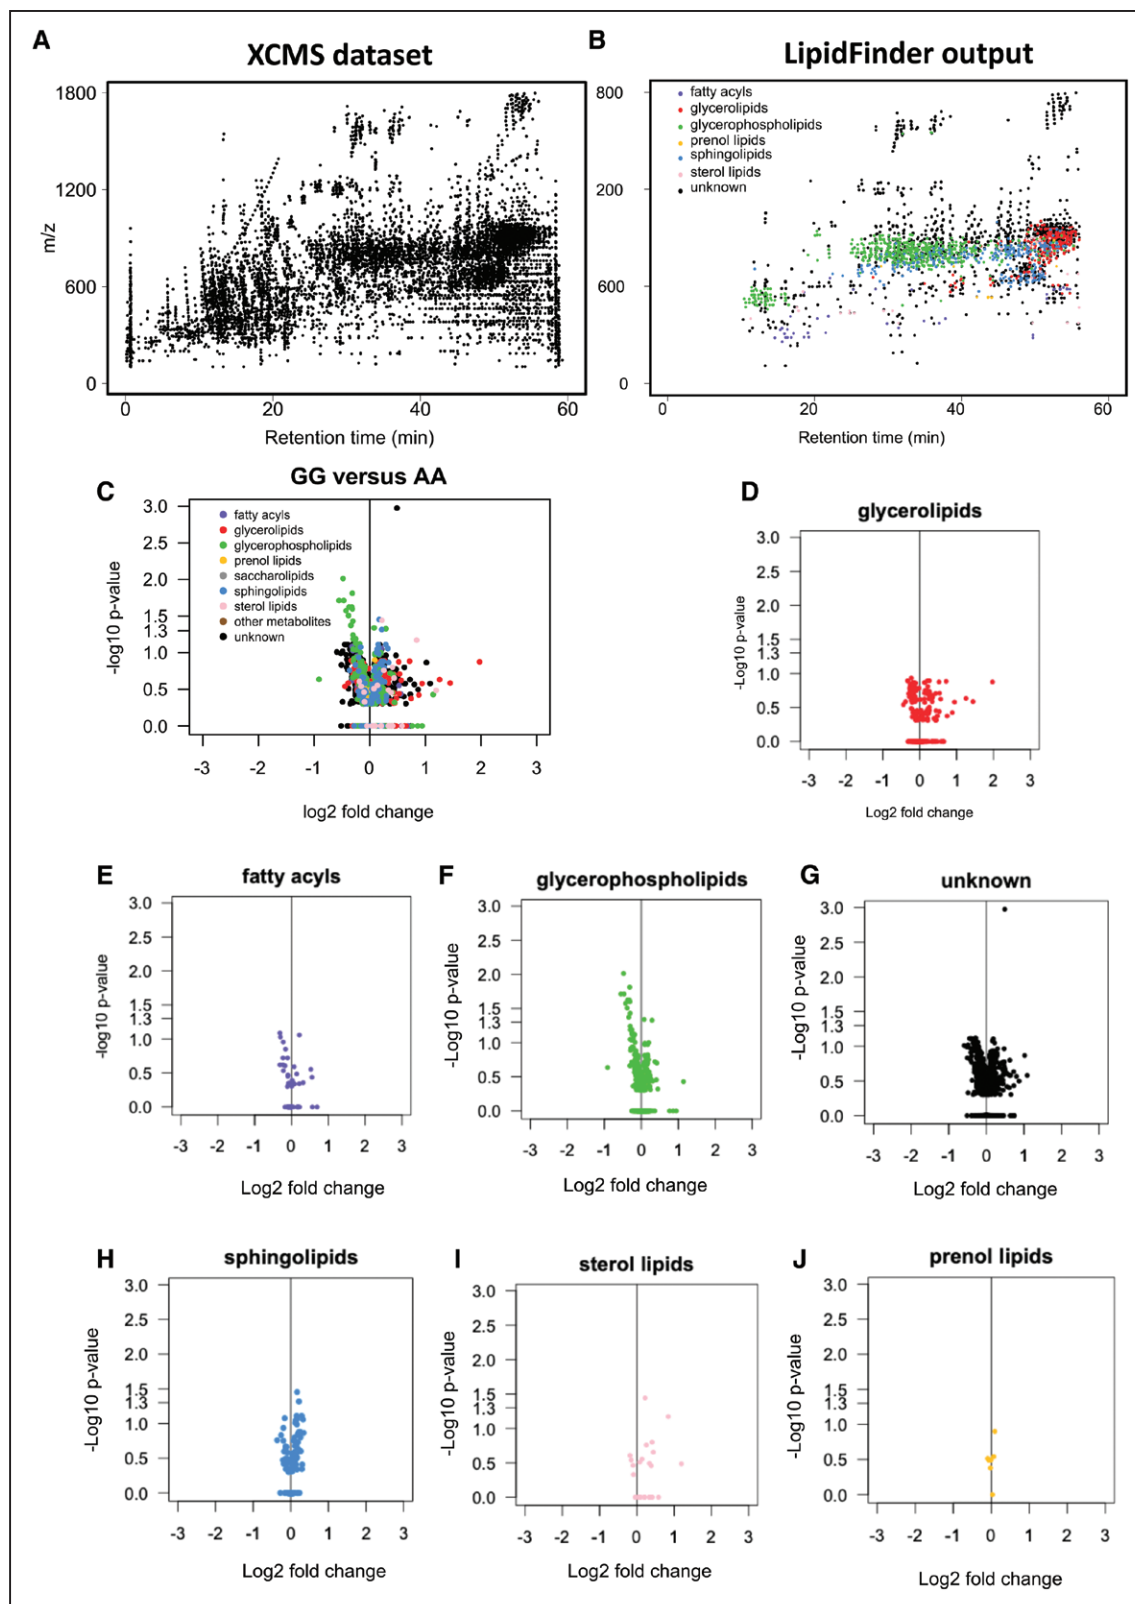 A
XCMS dataset
1800
1200
600
0
m/z
0
20
40
60
Retention time (min)
B
LipidFinder output
800
200
600
0
fatty acyls
glycerolipids
glycerophospholipids
prenol lipids
sphingolipids
sterol lipids
unknown
0
20
40
60
Retention time (min)
C
GG versus AA
3.0
2.5
2.0
1.5
1.3
1.0
0.5
0.0
-log10 p-value
fatty acyls
glycerolipids
glycerophospholipids
prenol lipids
saccharolipids
sphingolipids
sterol lipids
other metabolites
unknown
-3 -2 -1 0 1 2 3
log2 fold change
D
glycerolipids
3.0
2.5
2.0
1.5
1.3
1.0
0.5
0.0
-Log10 p-value
-3 -2 -1 0 1 2 3
Log2 fold change
E
fatty acyls
3.0
2.5
2.0
1.5
1.3
1.0
0.5
0.0
-log10 p-value
-3 -2 -1 0 1 2 3
Log2 fold change
F
glycerophospholipids
3.0
2.5
2.0
1.5
1.3
1.0
0.5
0.0
-Log10 p-value
-3 -2 -1 0 1 2 3
Log2 fold change
G
unknown
3.0
2.5
2.0
1.5
1.3
1.0
0.5
0.0
-Log10 p-value
-3 -2 -1 0 1 2 3
Log2 fold change
H
sphingolipids
3.0
2.5
2.0
1.5
1.3
1.0
0.5
0.0
-Log10 p-value
-3 -2 -1 0 1 2 3
Log2 fold change
I
sterol lipids
3.0
2.5
2.0
1.5
1.3
1.0
0.5
0.0
-Log10 p-value
-3 -2 -1 0 1 2 3
Log2 fold change
J
prenol lipids
3.0
2.5
2.0
1.5
1.3
1.0
0.5
0.0
-Log10 p-value
-3 -2 -1 0 1 2 3
Log2 fold change